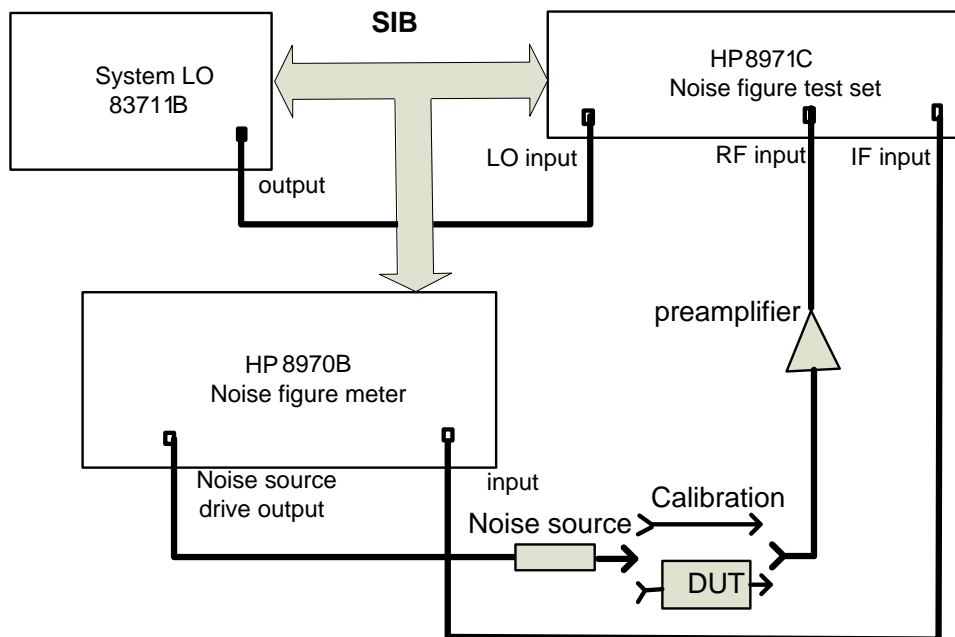 SIB
System LO
83711B
output
HP8971C
Noise figure test set
LO input
RF input
IF input
preamplifier
HP 8970B
Noise figure meter
Noise source
drive output
input
Noise source
Calibration
DUT